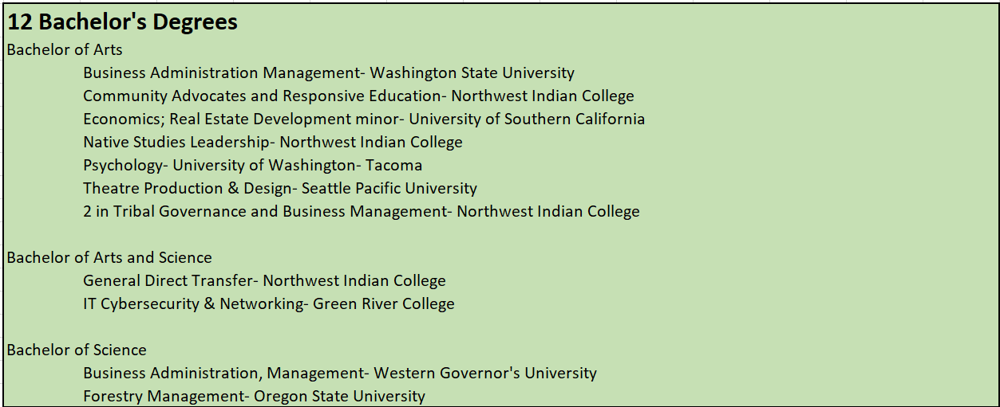 12 Bachelor's Degrees
Bachelor of Arts
Business Administration Management- Washington State University
Community Advocates and Responsive Education- Northwest Indian College
Economics; Real Estate Development minor- University of Southern California
Native Studies Leadership- Northwest Indian College
Psychology- University of Washington- Tacoma
Theatre Production & Design- Seattle Pacific University
2 in Tribal Governance and Business Management- Northwest Indian College
Bachelor of Arts and Science
General Direct Transfer- Northwest Indian College
IT Cybersecurity & Networking- Green River College
Bachelor of Science
Business Administration, Management- Western Governor's University
Forestry Management- Oregon State University